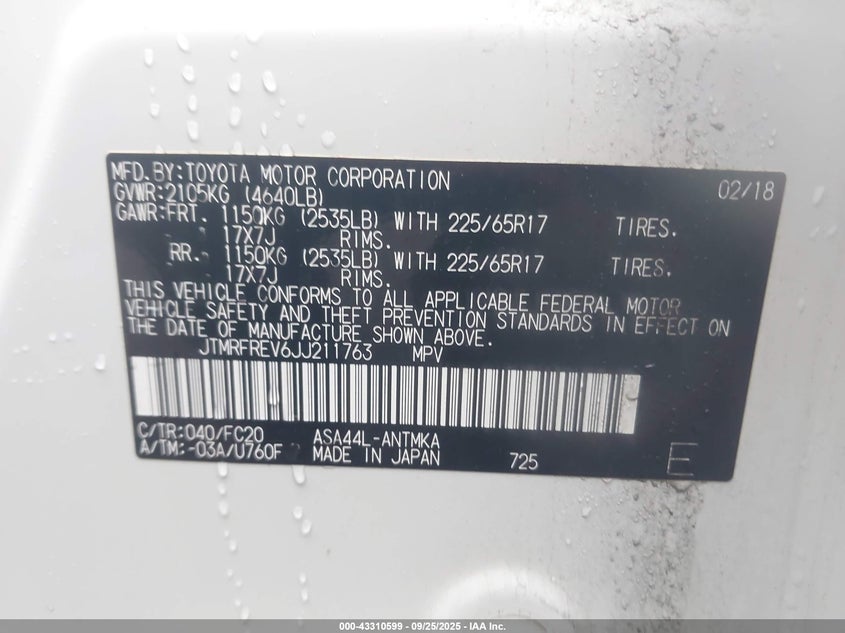 MFD.BY:TOYOTA MOTOR CORPORATION 02/18
GVWR:2105KG (4640LB)
GAWR:FRT. 1150KG (2535LB) WITH 225/65R17 TIRES.
17X7J RIMS.
RR. 1150KG (2535LB) WITH 225/65R17 TIRES.
17X7J RIMS.
THIS VEHICLE CONFORMS TO ALL APPLICABLE FEDERAL MOTOR
VEHICLE SAFETY AND THEFT PREVENTION STANDARDS IN EFFECT ON
THE DATE OF MANUFACTURE SHOWN ABOVE.
JTMRFREV6JJ211763 MPV
C/TR:040/FC20 ASA44L-ANTMKA
A/TM:-03A/U760F MADE IN JAPAN 725 E
000-43310599 - 09/25/2025 - IAA Inc.